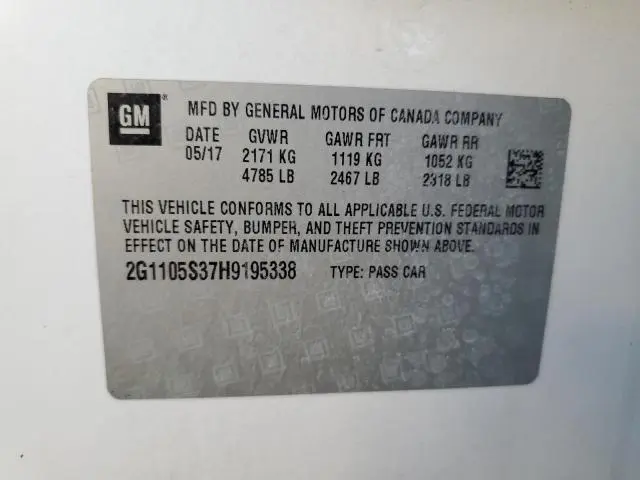 GM ®
MFD BY GENERAL MOTORS OF CANADA COMPANY
DATE GVWR GAWR FRT GAWR RR
05/17 2171 KG 1119 KG 1052 KG
4785 LB 2467 LB 2318 LB
THIS VEHICLE CONFORMS TO ALL APPLICABLE U.S. FEDERAL MOTOR
VEHICLE SAFETY, BUMPER, AND THEFT PREVENTION STANDARDS IN
EFFECT ON THE DATE OF MANUFACTURE SHOWN ABOVE.
2G1105S37H9195338 TYPE: PASS CAR